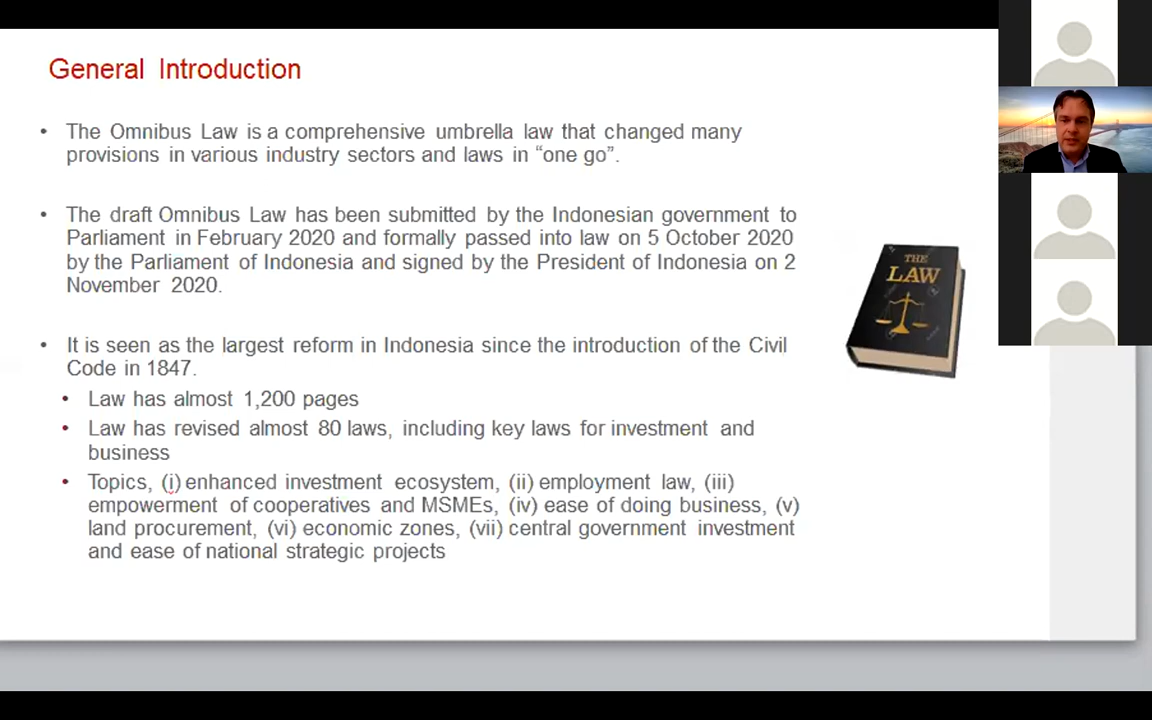 General Introduction
• The Omnibus Law is a comprehensive umbrella law that changed many
provisions in various industry sectors and laws in “one go”.
• The draft Omnibus Law has been submitted by the Indonesian government to
Parliament in February 2020 and formally passed into law on 5 October 2020
by the Parliament of Indonesia and signed by the President of Indonesia on 2
November 2020.
• It is seen as the largest reform in Indonesia since the introduction of the Civil
Code in 1847.
• Law has almost 1,200 pages
• Law has revised almost 80 laws, including key laws for investment and
business
• Topics, (i) enhanced investment ecosystem, (ii) employment law, (iii)
empowerment of cooperatives and MSMEs, (iv) ease of doing business, (v)
land procurement, (vi) economic zones, (vii) central government investment
and ease of national strategic projects
THE
LAW